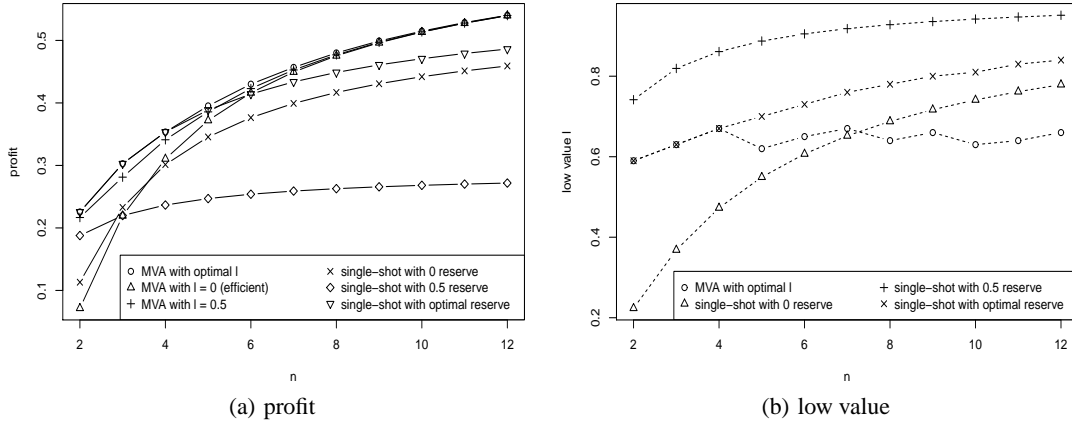 profit
0.5
0.4
0.3
0.2
0.1
MVA with optimal l
MVA with l = 0 (efficient)
MVA with l = 0.5
single−shot with 0 reserve
single−shot with 0.5 reserve
single−shot with optimal reserve
2 4 6 8 10 12
n
(a) profit
low value l
0.8
0.6
0.4
0.2
MVA with optimal l
single−shot with 0 reserve
single−shot with 0.5 reserve
single−shot with optimal reserve
2 4 6 8 10 12
n
(b) low value